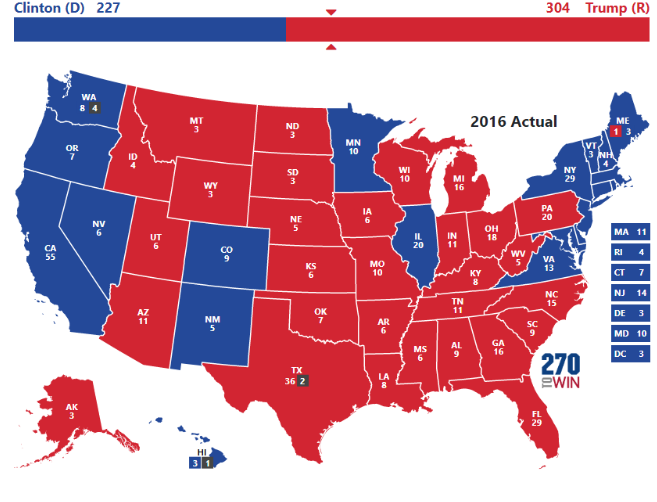 Clinton (D) 227
304 Trump (R)
2016 Actual
WA
8 4
OR
7
CA
55
NV
6
ID
4
MT
3
WY
3
UT
6
AZ
11
CO
9
NM
5
ND
3
SD
3
NE
5
KS
6
OK
7
TX
36 2
MN
10
IA
6
MO
10
AR
6
LA
8
WI
10
IL
20
MI
16
IN
11
OH
18
KY
8
TN
11
MS
6
AL
9
GA
16
FL
29
SC
9
NC
15
VA
13
WV
5
PA
20
NY
29
VT
3
NH
4
ME
1 3
MA 11
RI 4
CT 7
NJ 14
DE 3
MD 10
DC 3
AK
3
HI
3 1
270
TO WIN